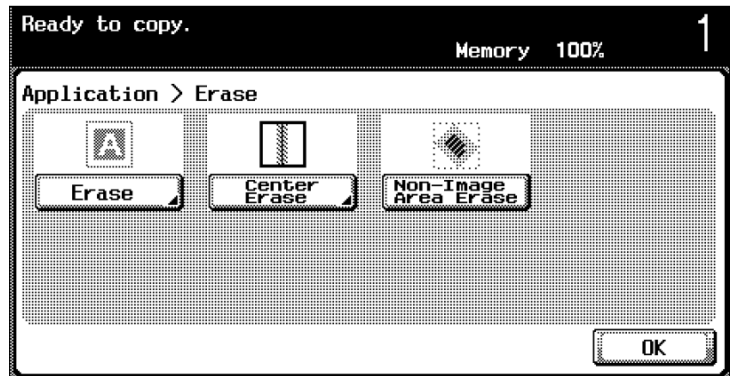 Ready to copy.
Memory 100%
1
Application > Erase
A
Erase
Center
Erase
Non-Image
Area Erase
OK